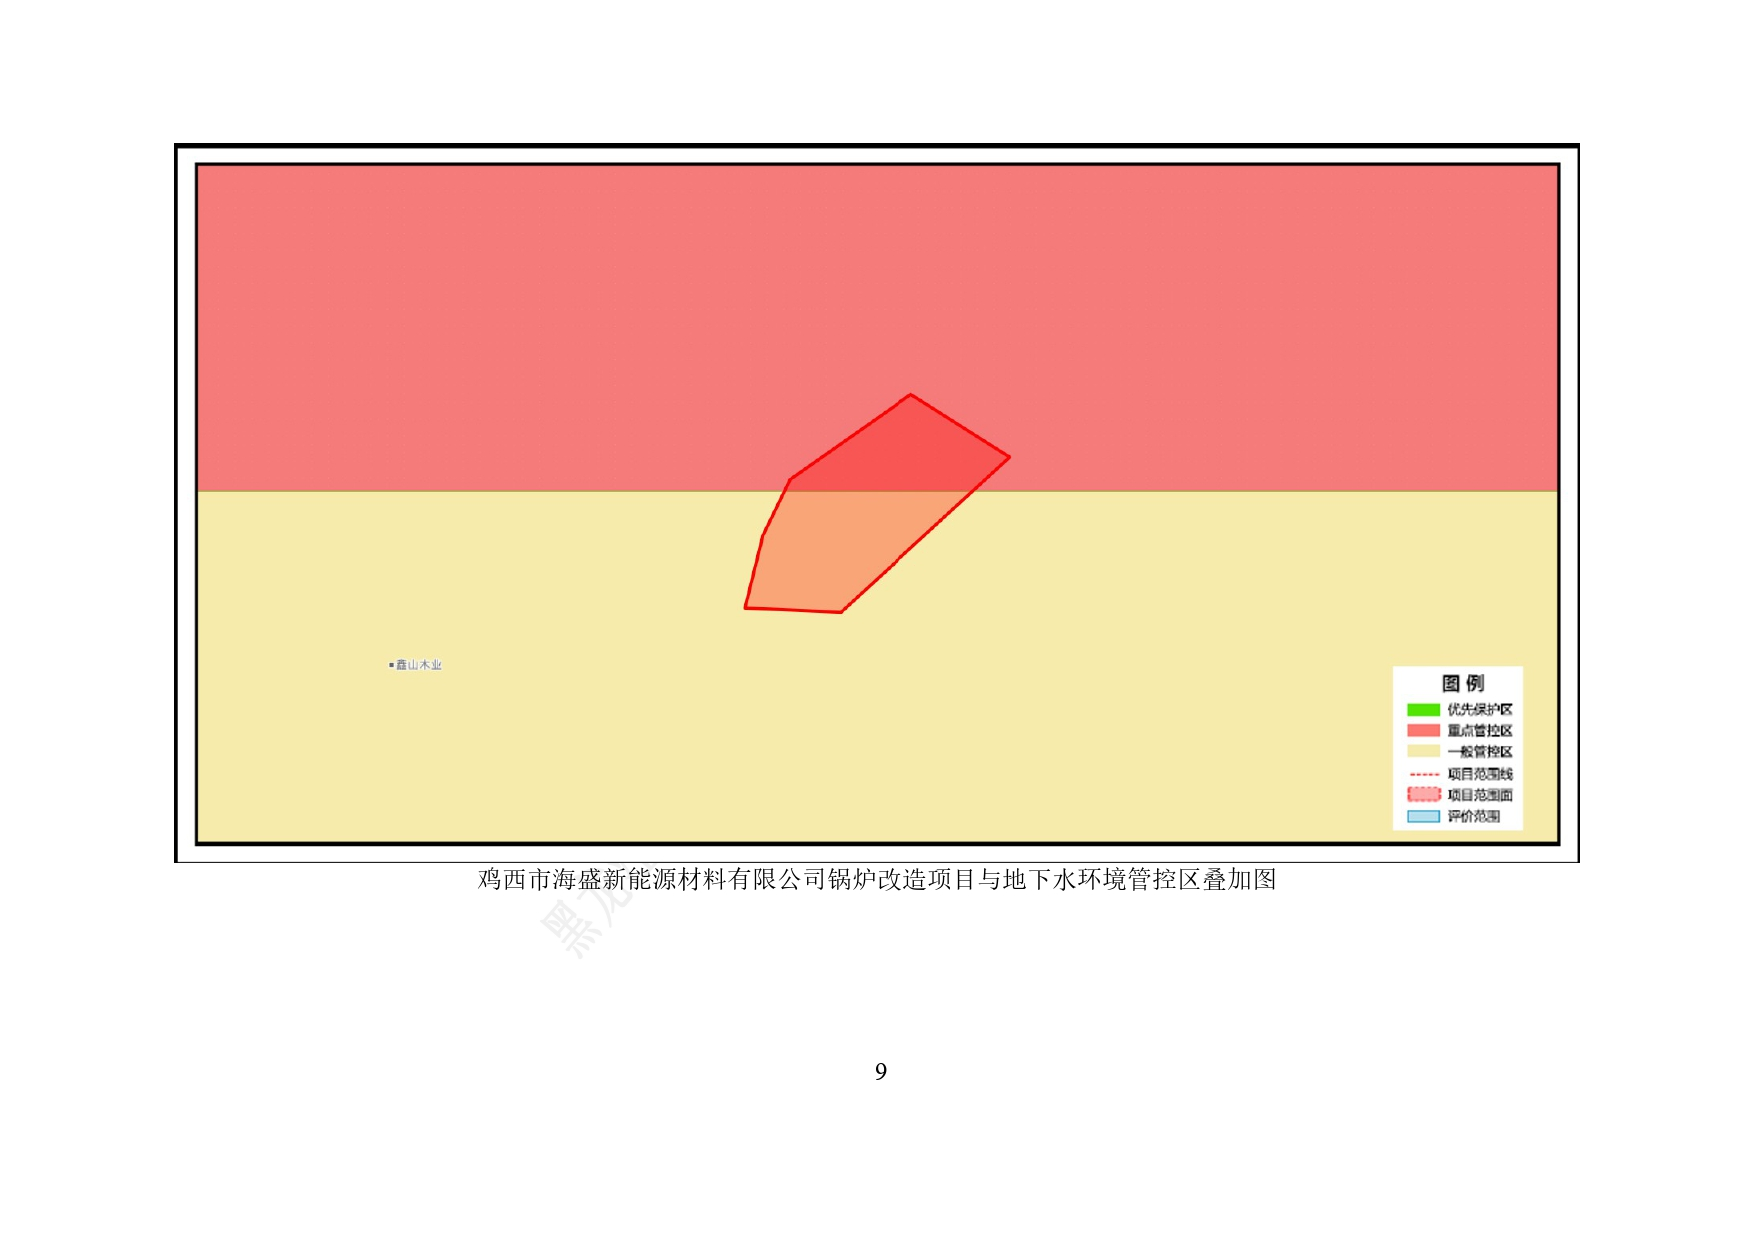 鑫山木业
图例
优先保护区
重点管控区
一般管控区
项目范围线
项目范围面
评价范围
鸡西市海盛新能源材料有限公司锅炉改造项目与地下水环境管控区叠加图
黑龙
9